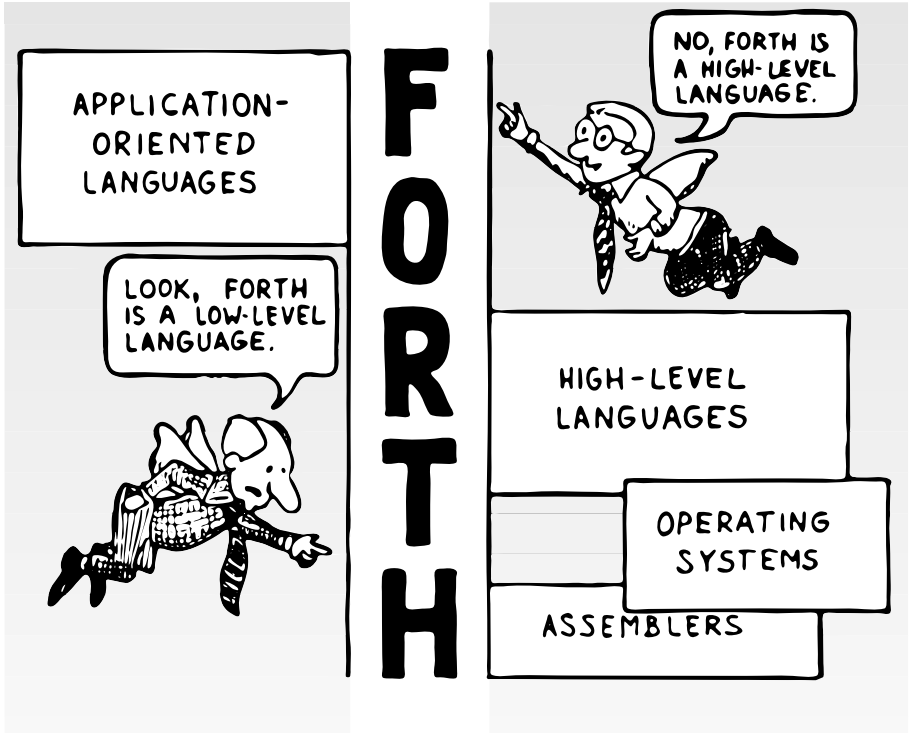 APPLICATION-
ORIENTED
LANGUAGES
LOOK, FORTH
IS A LOW-LEVEL
LANGUAGE.
FORTH
NO, FORTH IS
A HIGH-LEVEL
LANGUAGE.
HIGH-LEVEL
LANGUAGES
OPERATING
SYSTEMS
ASSEMBLERS